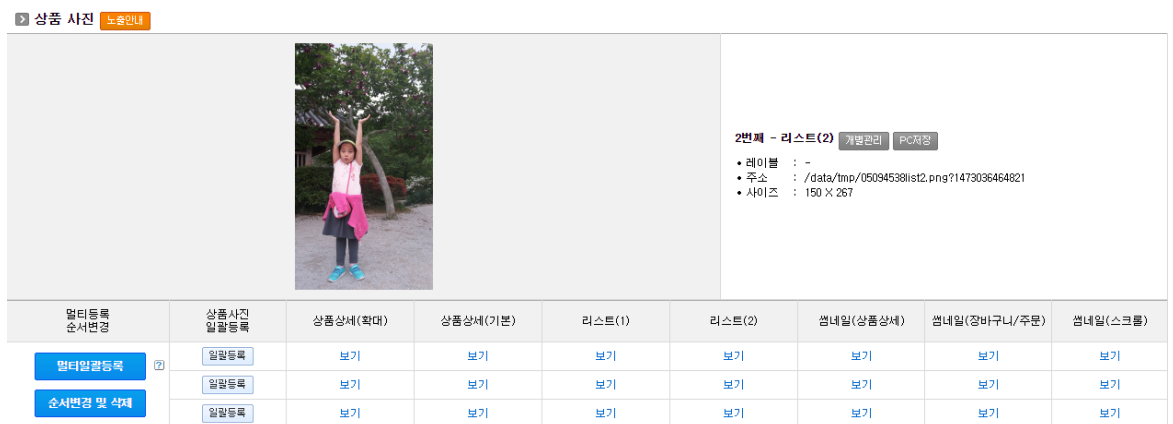 상품 사진 노출안내
2번째 - 리스트(2) 개별관리 PC저장
• 레이블 : -
• 주소 : /data/tmp/05094538list2.png?1473036464821
• 사이즈 : 150 X 267
멀티등록
순서변경
상품사진
일괄등록
상품상세(확대) 상품상세(기본) 리스트(1) 리스트(2) 썸네일(상품상세) 썸네일(장바구니/주문) 썸네일(스크롤)
멀티일괄등록 ?
순서변경 및 삭제
일괄등록 보기 보기 보기 보기 보기 보기 보기
일괄등록 보기 보기 보기 보기 보기 보기 보기
일괄등록 보기 보기 보기 보기 보기 보기 보기